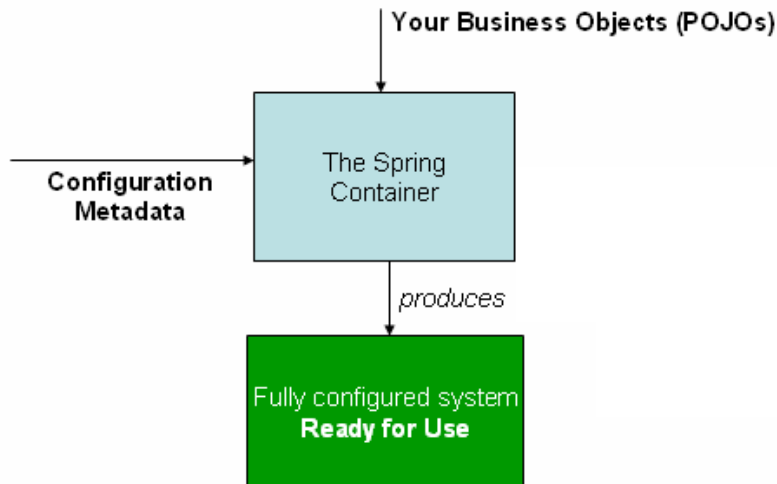 Your Business Objects (POJOs)
The Spring
Container
Configuration
Metadata
produces
Fully configured system
Ready for Use